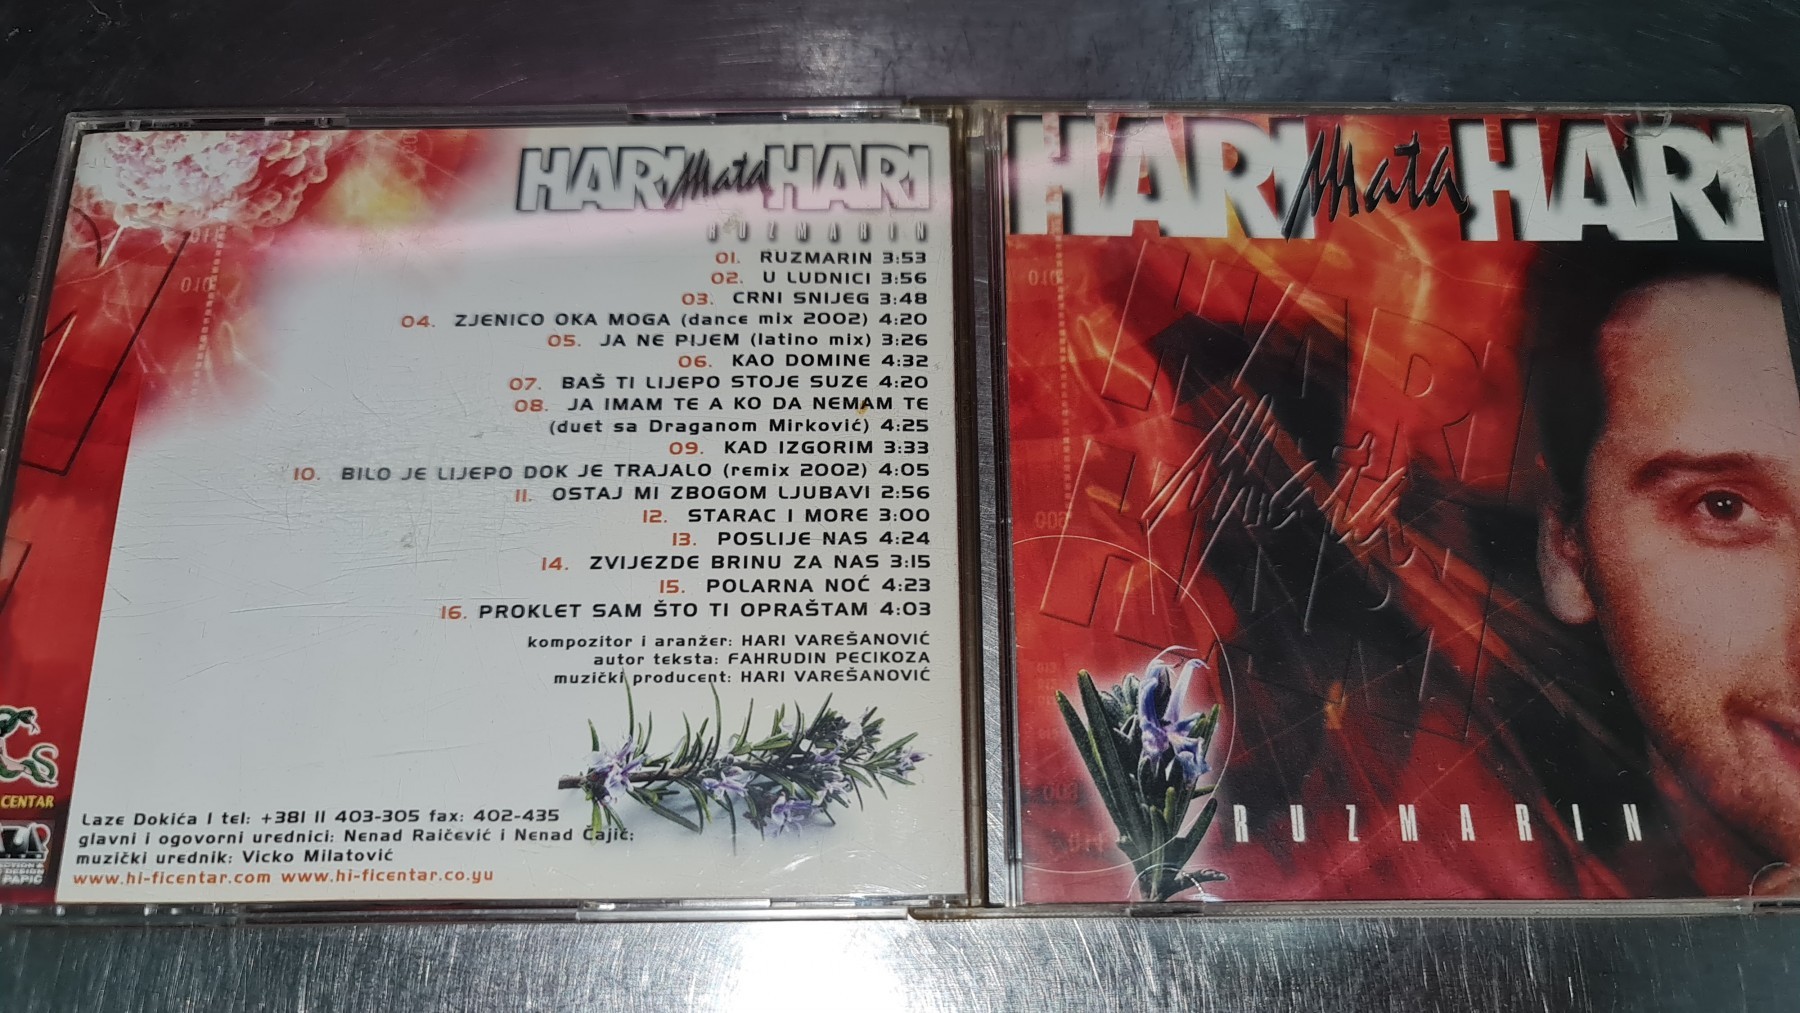 HARI Mata HARI
RUZMARIN
01. RUZMARIN 3:53
02. U LUDNICI 3:56
03. CRNI SNIJEG 3:48
04. ZJENICO OKA MOGA (dance mix 2002) 4:20
05. JA NE PIJEM (latino mix) 3:26
06. KAO DOMINE 4:32
07. BAŠ TI LIJEPO STOJE SUZE 4:20
08. JA IMAM TE A KO DA NEMAM TE
(duet sa Draganom Mirković) 4:25
09. KAD IZGORIM 3:33
10. BILO JE LIJEPO DOK JE TRAJALO (remix 2002) 4:05
11. OSTAJ MI ZBOGOM LJUBAVI 2:56
12. STARAC I MORE 3:00
13. POSLIJE NAS 4:24
14. ZVIJEZDE BRINU ZA NAS 3:15
15. POLARNA NOĆ 4:23
16. PROKLET SAM ŠTO TI OPRAŠTAM 4:03
kompozitor i aranžer: HARI VAREŠANOVIĆ
autor teksta: FAHRUDIN PECIKOZA
muzički producent: HARI VAREŠANOVIĆ
CENTAR
PAPIC
Laze Dokića 1 tel: +381 11 403-305 fax: 402-435
glavni i ogovorni urednici: Nenad Raičević i Nenad Čajić;
muzički urednik: Vicko Milatović
www.hi-ficentar.com www.hi-ficentar.co.yu
HARI Mata HARI
HARI
Mata
HARI
RUZMARIN